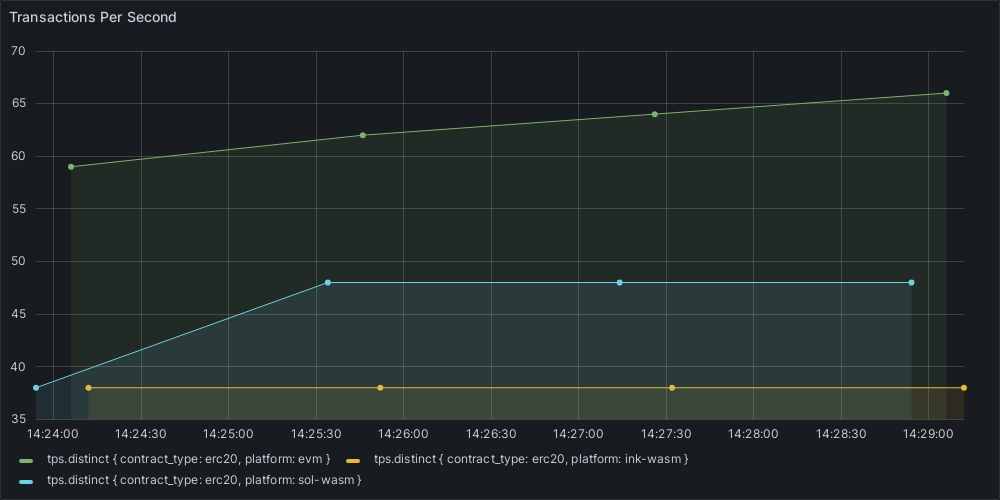 Transactions Per Second
70
65
60
55
50
45
40
35
14:24:00 14:24:30 14:25:00 14:25:30 14:26:00 14:26:30 14:27:00 14:27:30 14:28:00 14:28:30 14:29:00
tps.distinct { contract_type: erc20, platform: evm } tps.distinct { contract_type: erc20, platform: ink-wasm }
tps.distinct { contract_type: erc20, platform: sol-wasm }